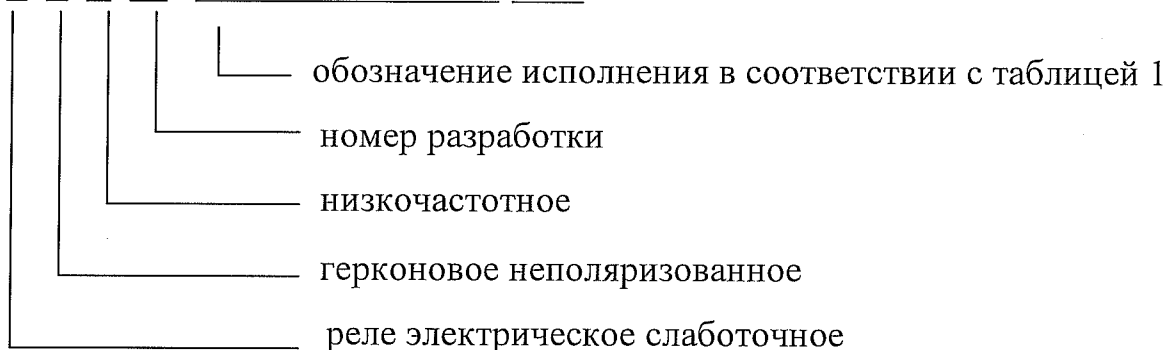 обозначение исполнения в соответствии с таблицей 1
номер разработки
низкочастотное
герконовое неполяризованное
реле электрическое слаботочное